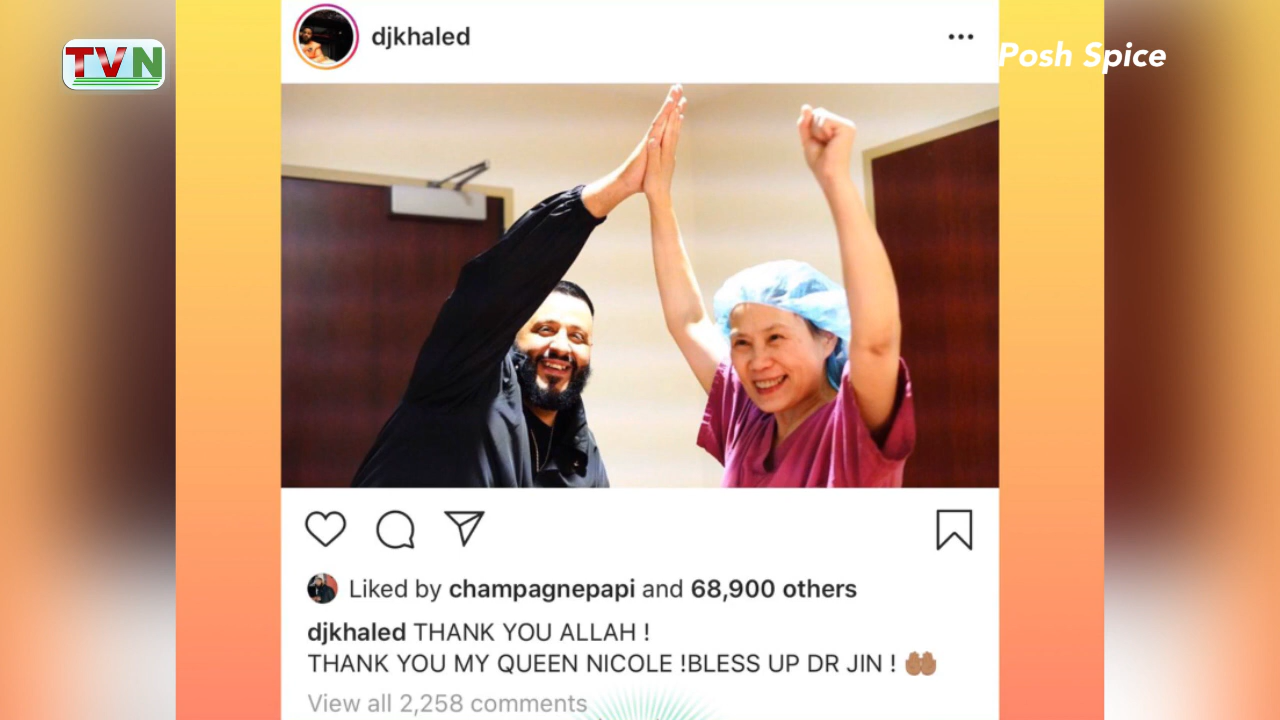 TVN
djkhaled
Posh Spice
Liked by champagnepapi and 68,900 others
djkhaled THANK YOU ALLAH !
THANK YOU MY QUEEN NICOLE !BLESS UP DR JIN ! 🤲🏽
View all 2,258 comments